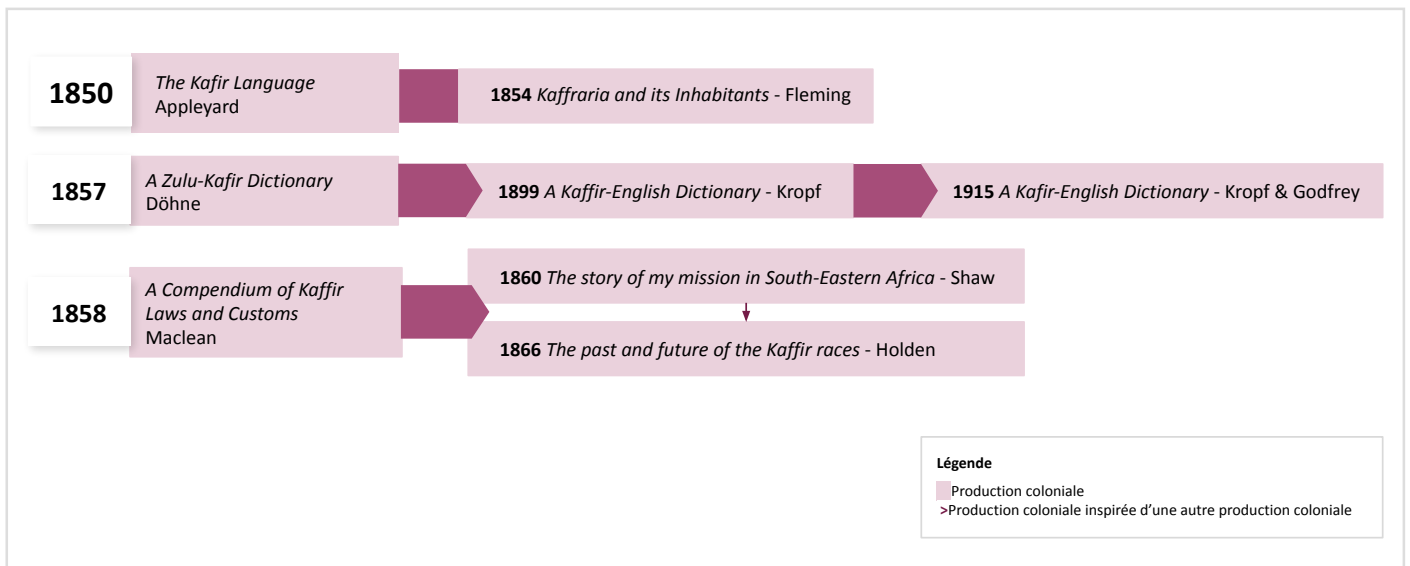 1850
The Kafir Language
Appleyard
1854 Kaffraria and its Inhabitants - Fleming
1857
A Zulu-Kafir Dictionary
Döhne
1899 A Kaffir-English Dictionary - Kropf
1915 A Kafir-English Dictionary - Kropf & Godfrey
1858
A Compendium of Kaffir
Laws and Customs
Maclean
1860 The story of my mission in South-Eastern Africa - Shaw
1866 The past and future of the Kaffir races - Holden
Légende
Production coloniale
>Production coloniale inspirée d’une autre production coloniale